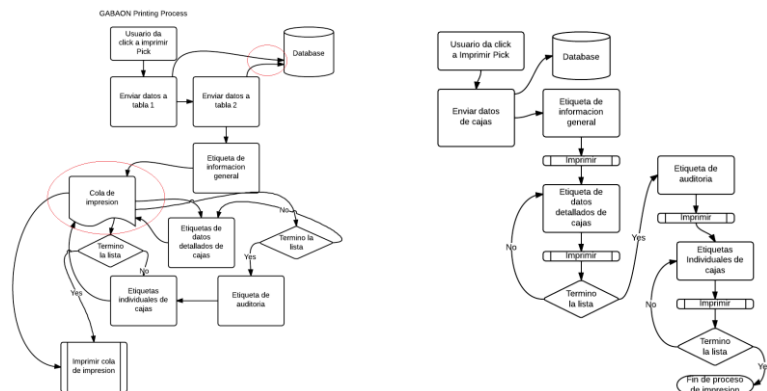 GABAON Printing Process
Usuario da
click a imprimir
Pick
Database
Enviar datos a
tabla 1
Enviar datos a
tabla 2
Etiqueta de
informacion
general
Cola de
impresion
Etiquetas de
datos
detallados de
cajas
No
Termino la
lista
Termino
la lista
No
Yes
Yes
Etiquetas
individuales de
cajas
Etiqueta de
auditoria
Imprimir cola
de impresion
Usuario da click
a Imprimir Pick
Database
Enviar datos
de cajas
Etiqueta de
informacion
general
Imprimir
Etiqueta de
datos
detallados de
cajas
No
Imprimir
Termino
la lista
Yes
Etiqueta de
auditoria
Imprimir
Etiquetas
Individuales de
cajas
No
Imprimir
Termino
la lista
Yes
Fin de proceso
de impresion